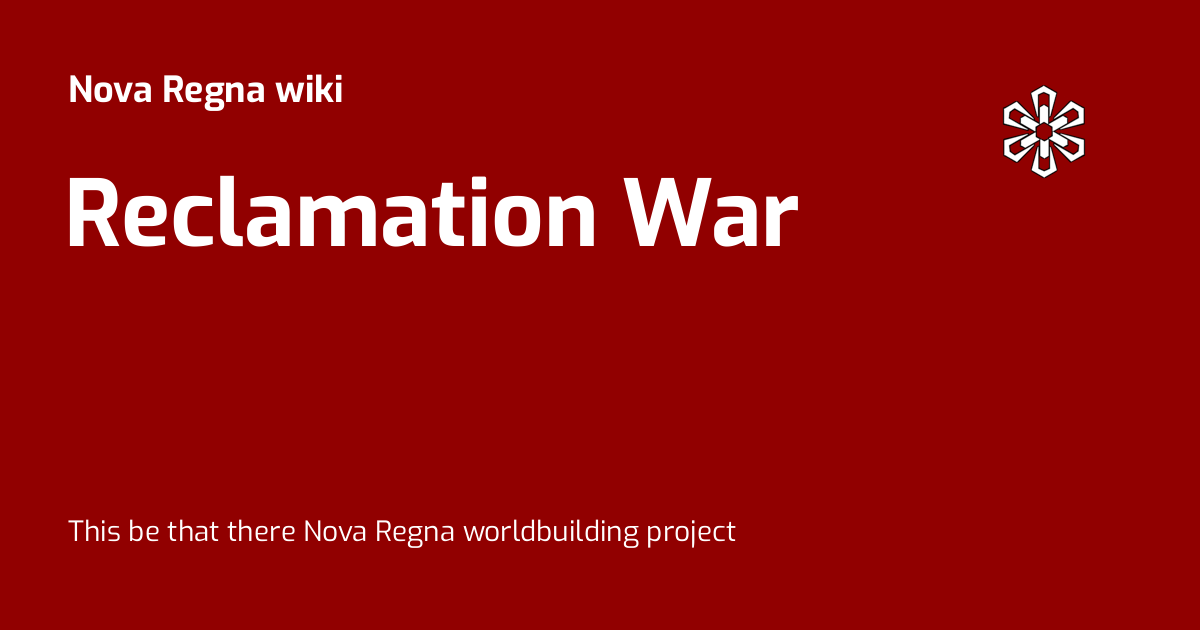 Nova Regna wiki
Reclamation War
This be that there Nova Regna worldbuilding project